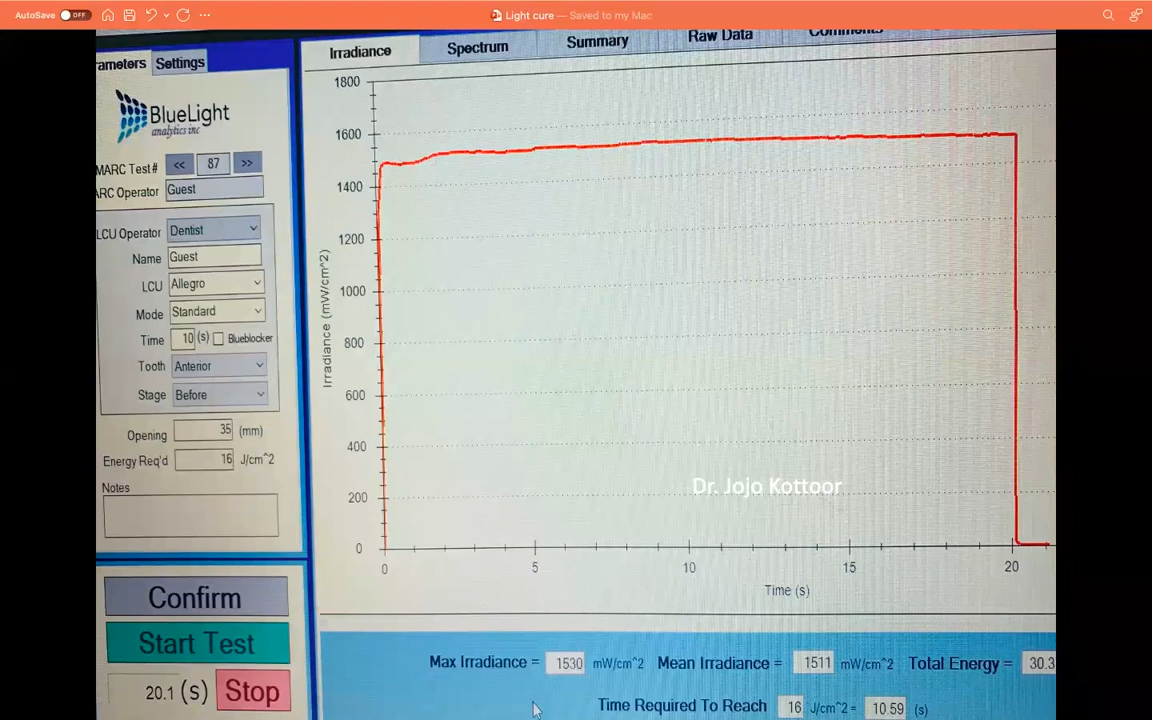 AutoSave OFF
Light cure — Saved to my Mac
Parameters Settings
Irradiance Spectrum Summary Raw Data Comments
BlueLight
analytics inc
MARC Test# << 87 >>
ARC Operator Guest
LCU Operator Dentist
Name Guest
LCU Allegro
Mode Standard
Time 10 (s) Blueblocker
Tooth Anterior
Stage Before
Opening 35 (mm)
Energy Req'd 16 J/cm^2
Notes
Confirm
Start Test
20.1 (s) Stop
Irradiance (mW/cm^2)
1800
1600
1400
1200
1000
800
600
400
200
0
0 5 10 15 20
Time (s)
Dr. Jojo Kottoor
Max Irradiance = 1530 mW/cm^2 Mean Irradiance = 1511 mW/cm^2 Total Energy = 30.3
Time Required To Reach 16 J/cm^2 = 10.59 (s)